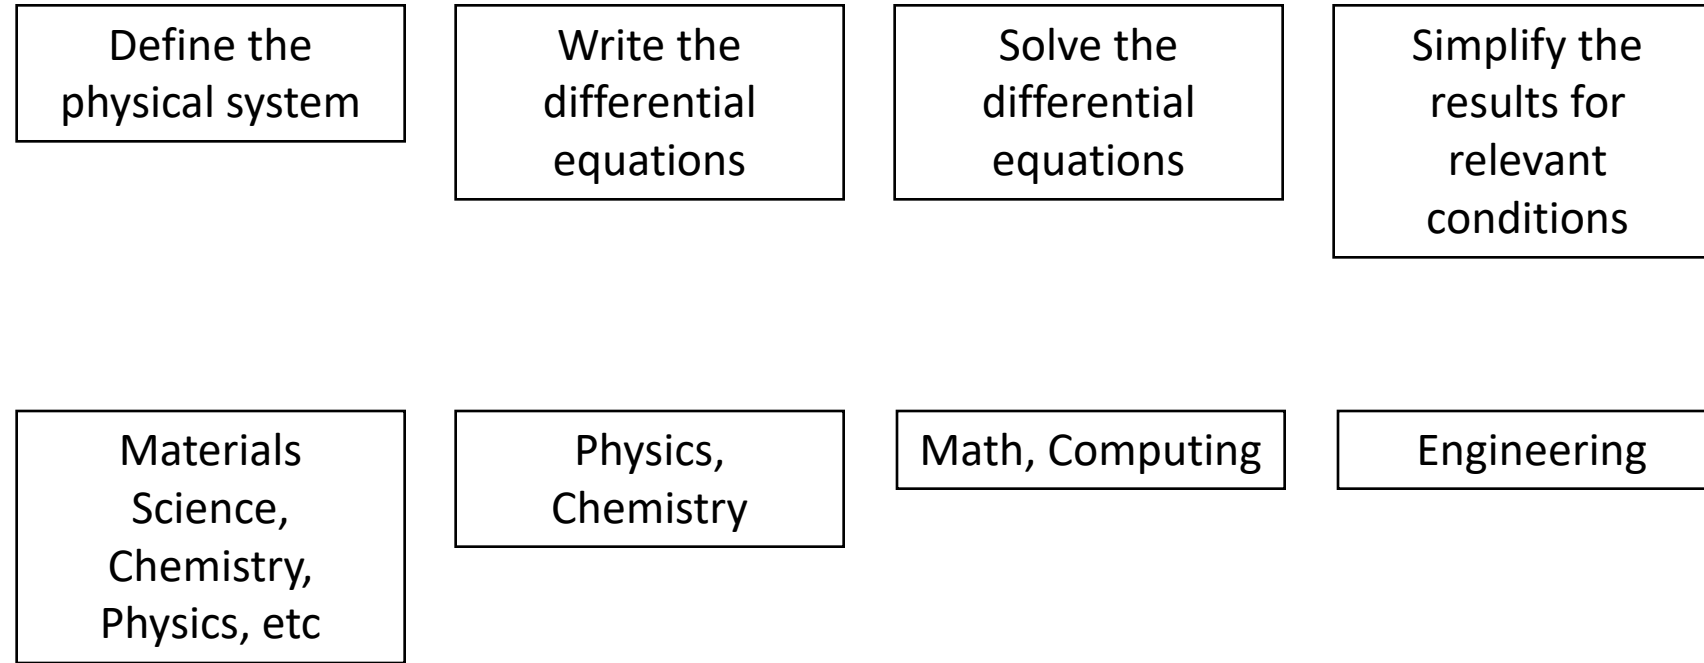 Define the
physical system
Write the
differential
equations
Solve the
differential
equations
Simplify the
results for
relevant
conditions
Materials
Science,
Chemistry,
Physics, etc
Physics,
Chemistry
Math, Computing
Engineering